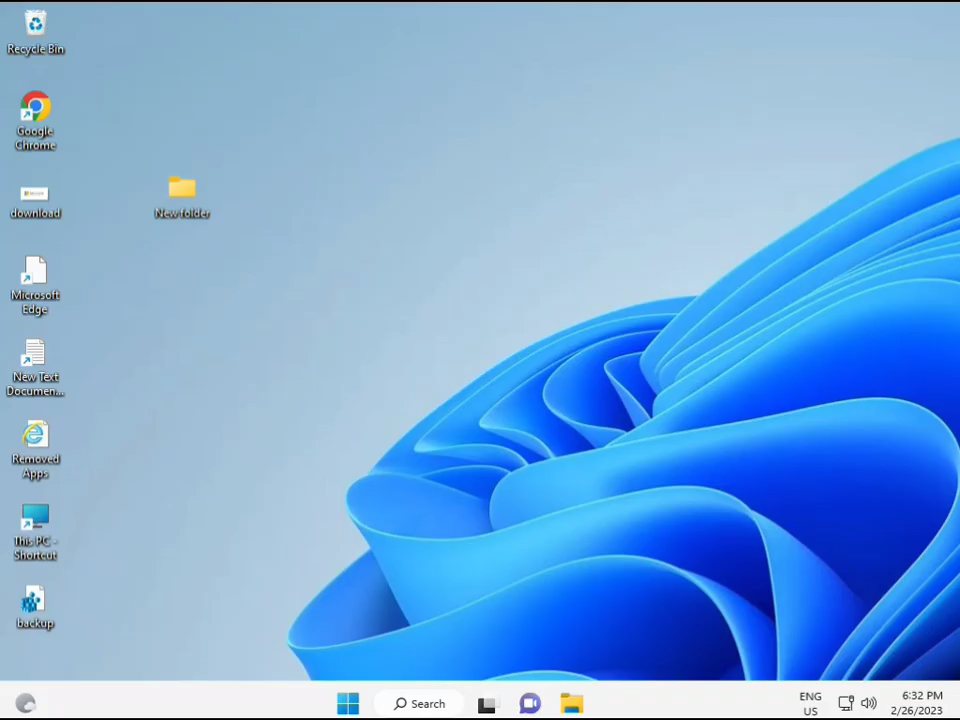 Recycle Bin
Google
Chrome
download
New folder
Microsoft
Edge
New Text
Documen...
Removed
Apps
This PC -
Shortcut
backup
Search
ENG
US
6:32 PM
2/26/2023